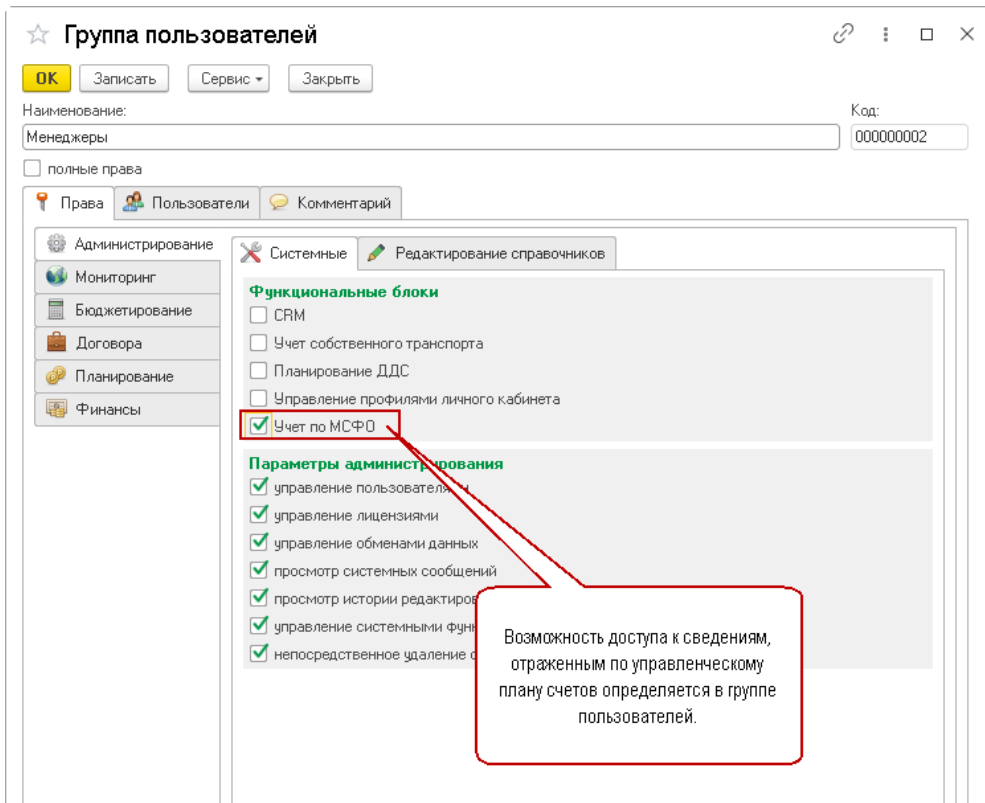 Группа пользователей
OK Записать Сервис Закрыть
Наименование: Код:
Менеджеры 000000002
полные права
Права Пользователи Комментарий
Администрирование
Мониторинг
Бюджетирование
Договора
Планирование
Финансы
Системные Редактирование справочников
Функциональные блоки
CRM
Учет собственного транспорта
Планирование ДДС
Управление профилями личного кабинета
Учет по МСФО
Параметры администрирования
управление пользователями
управление лицензиями
управление обменами данных
просмотр системных сообщений
просмотр истории
управление системными
непосредственное удаление
Возможность доступа к сведениям,
отраженным по управленческому
плану счетов определяется в группе
пользователей.